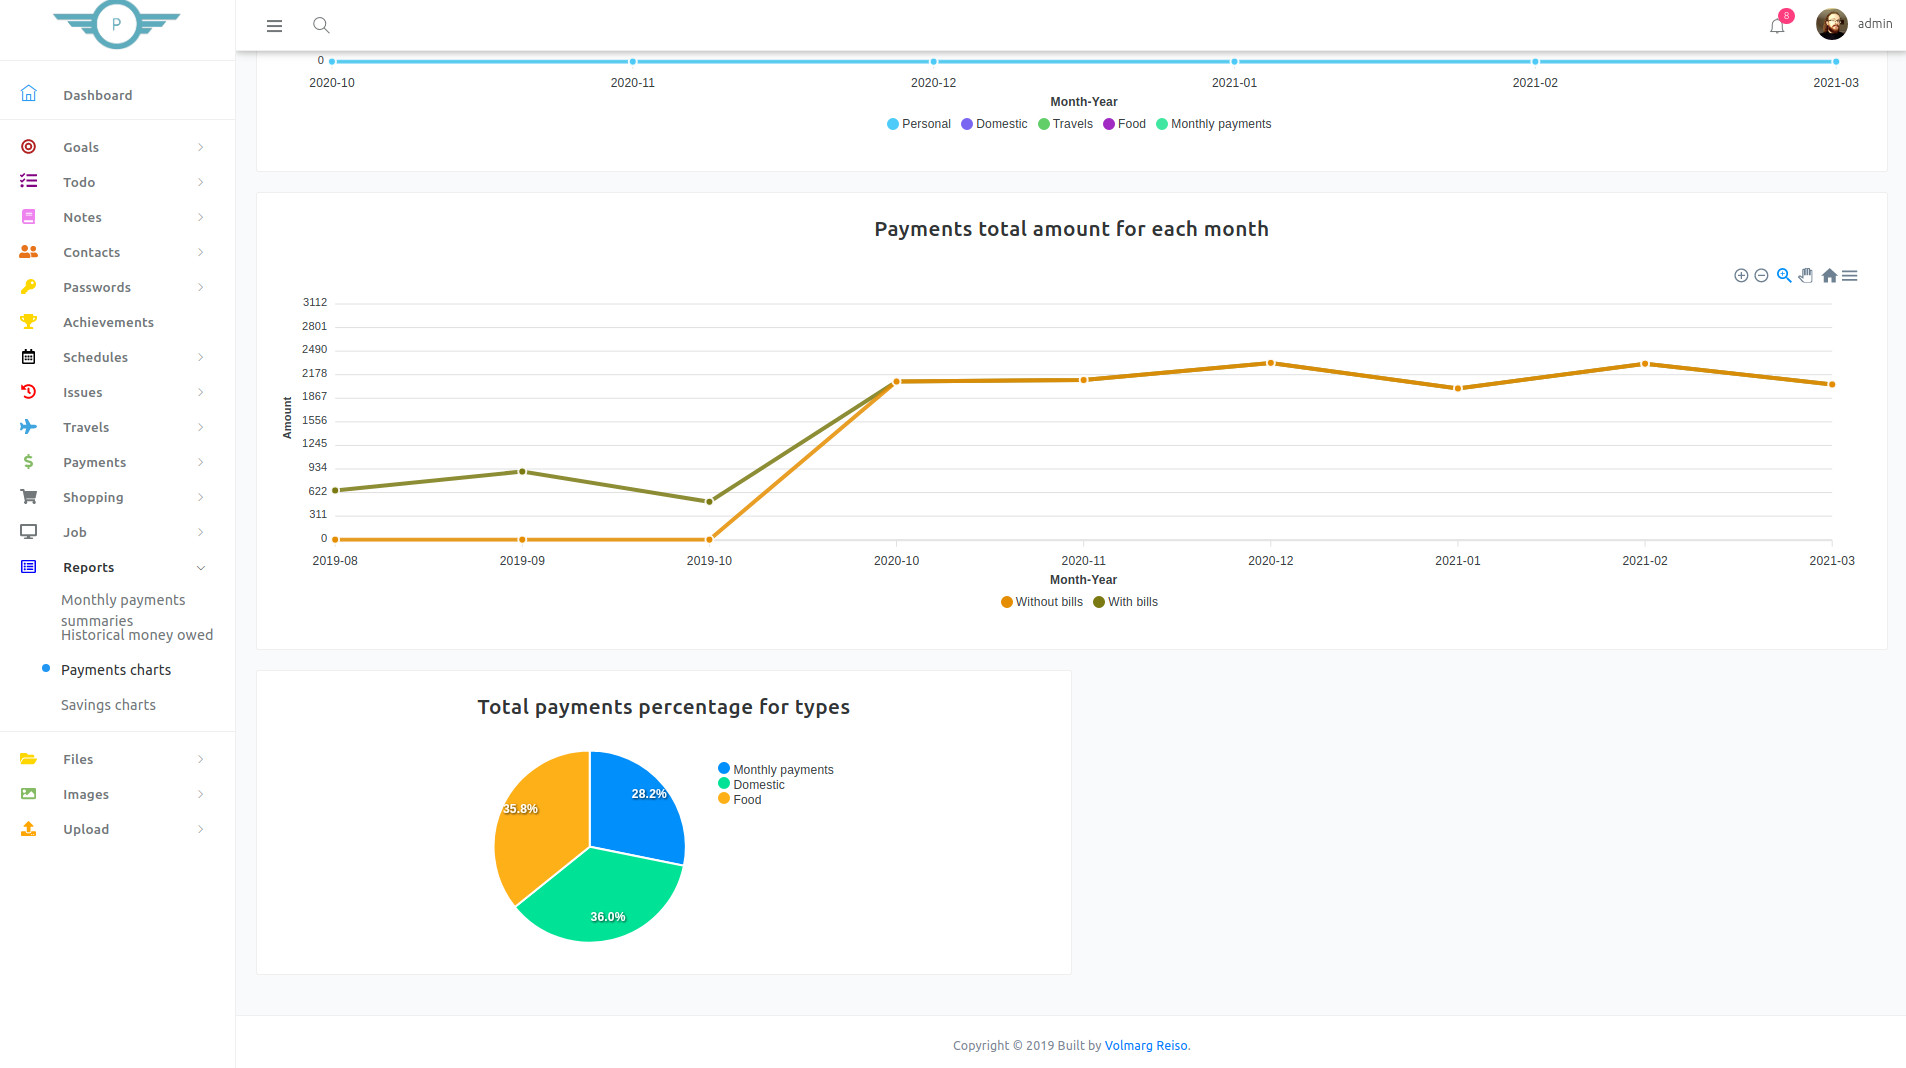 P
Dashboard
Goals
Todo
Notes
Contacts
Passwords
Achievements
Schedules
Issues
Travels
Payments
Shopping
Job
Reports
Monthly payments
summaries
Historical money owed
Payments charts
Savings charts
Files
Images
Upload
8
admin
0
2020-10 2020-11 2020-12 2021-01 2021-02 2021-03
Month-Year
Personal Domestic Travels Food Monthly payments
Payments total amount for each month
3112
2801
2490
2178
1867
1556
1245
934
622
311
0
Amount
2019-08 2019-09 2019-10 2020-10 2020-11 2020-12 2021-01 2021-02 2021-03
Month-Year
Without bills With bills
Total payments percentage for types
28.2%
35.8%
36.0%
Monthly payments
Domestic
Food
Copyright © 2019 Built by Volmarg Reiso.